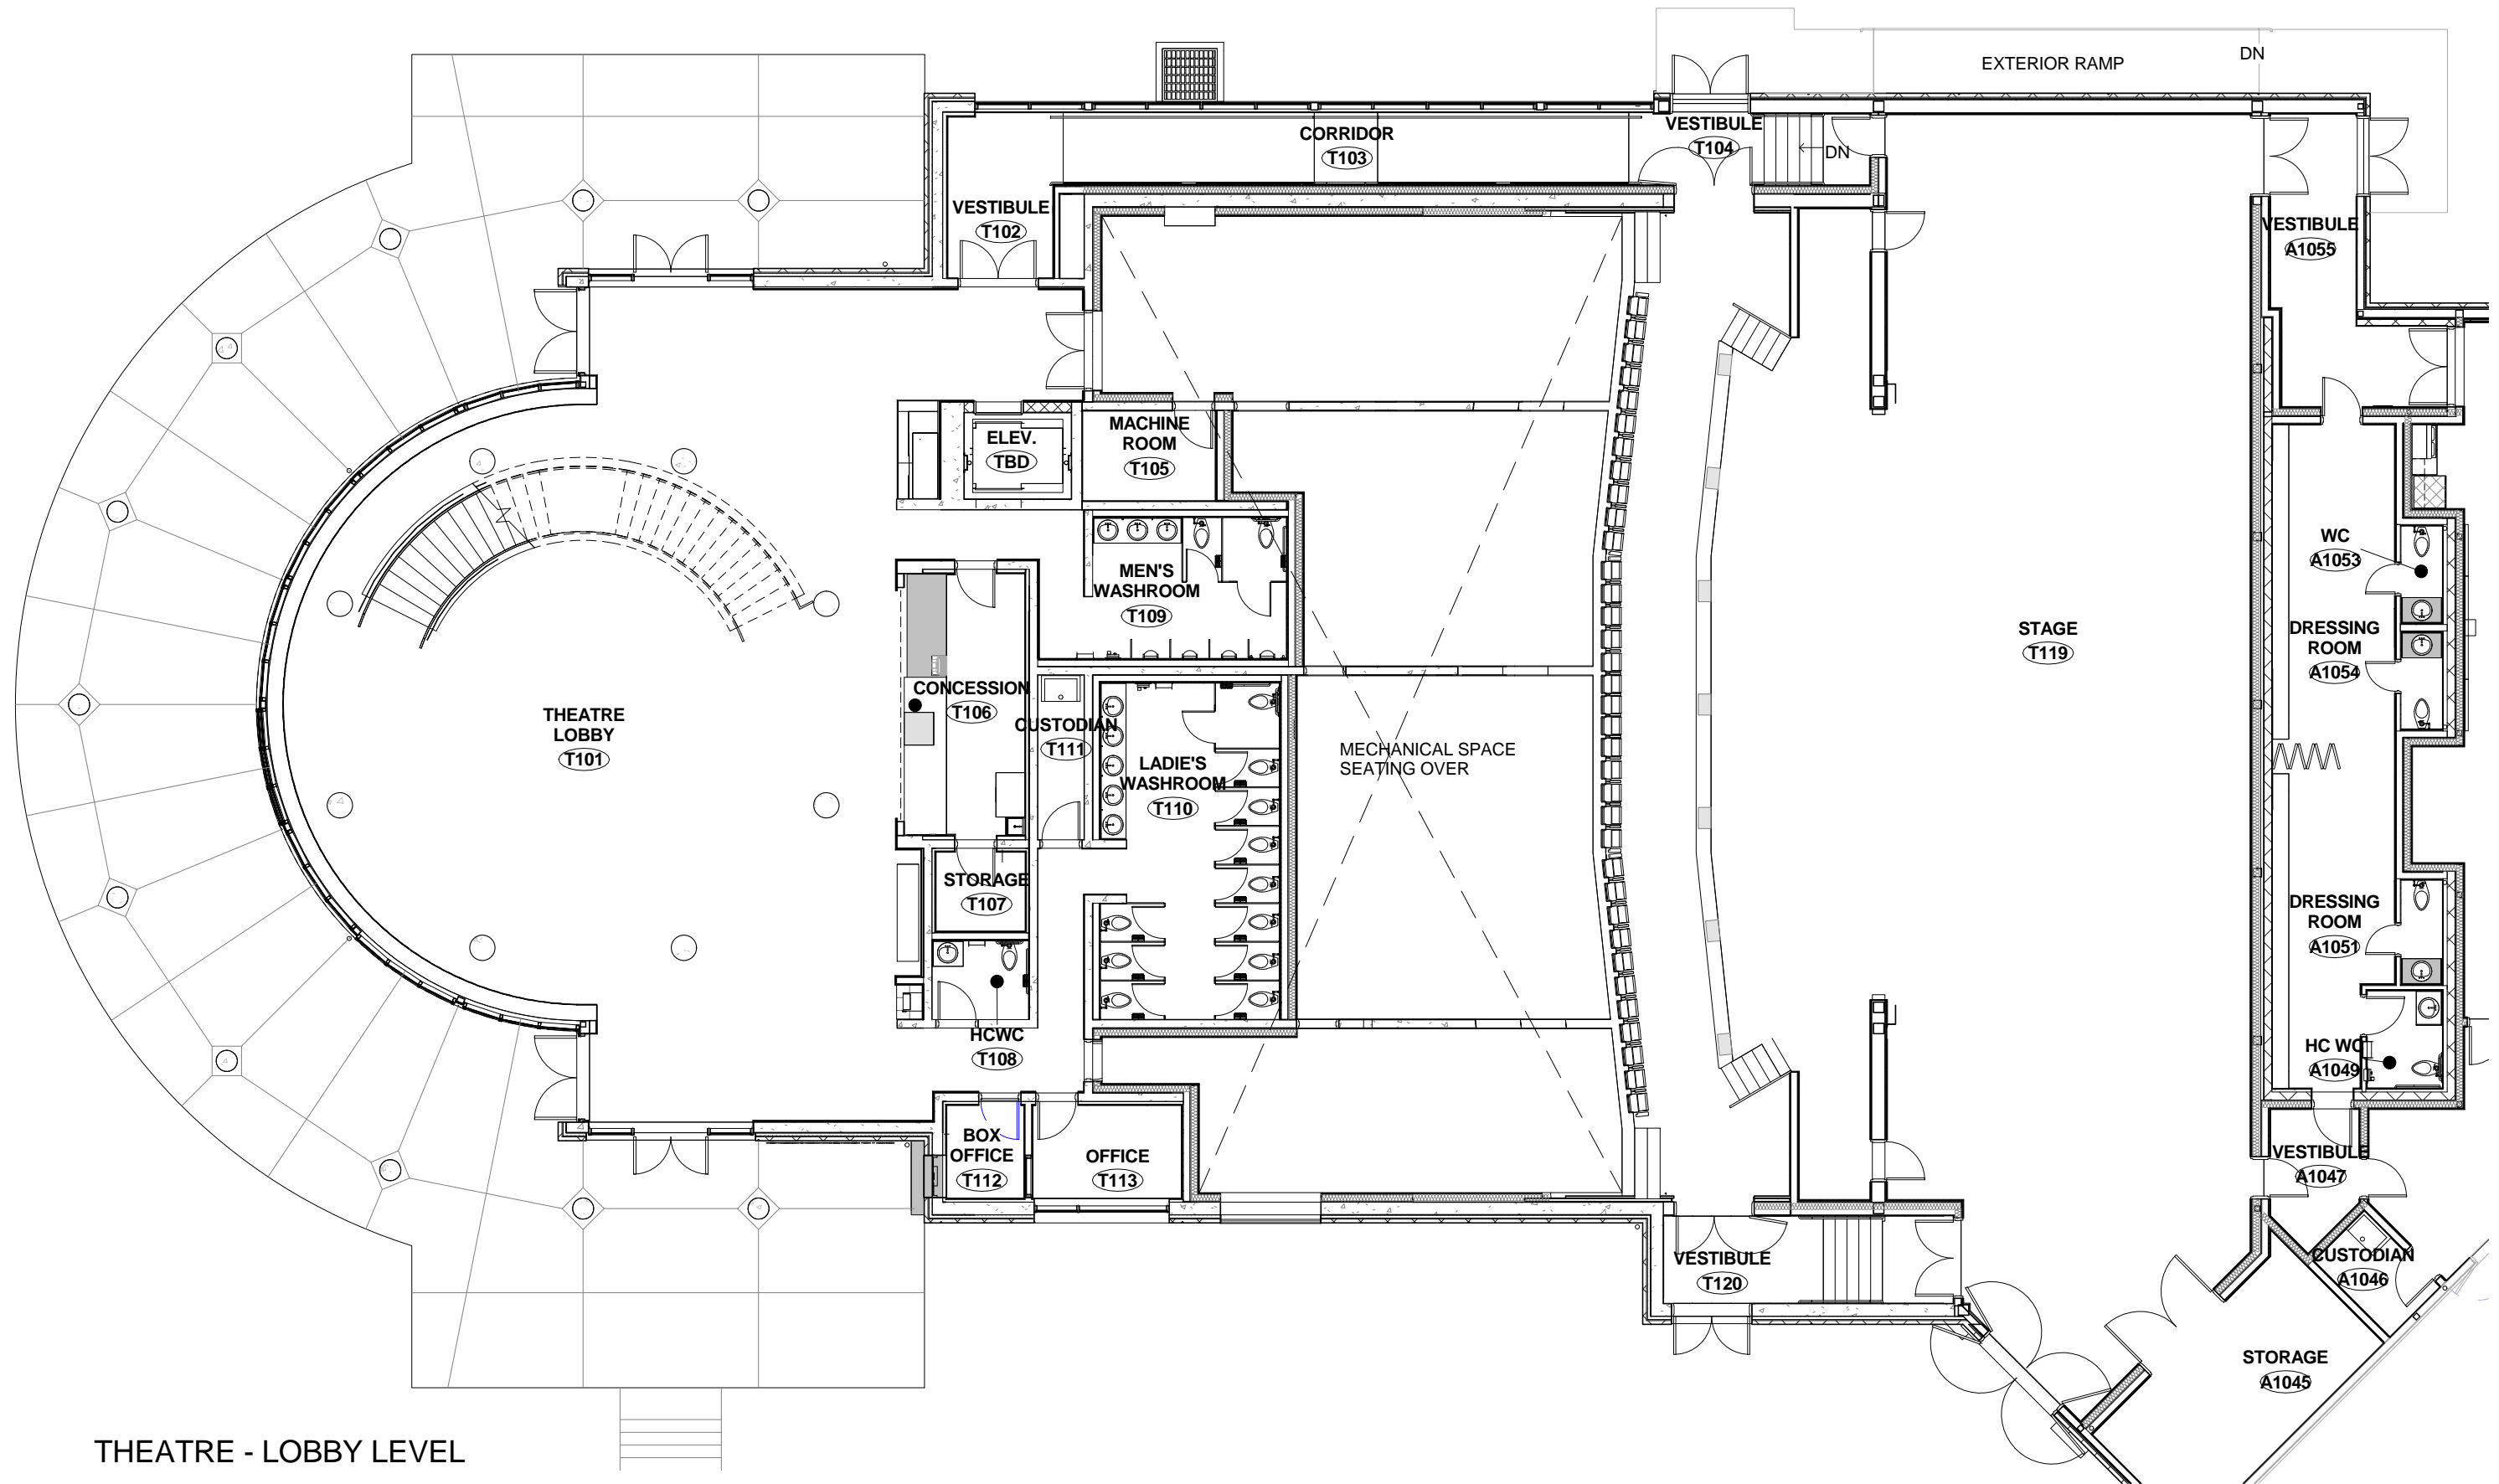 EXTERIOR RAMP
DN
CORRIDOR
T103
VESTIBULE
T104
DN
VESTIBULE
T102
VESTIBULE
A1055
ELEV.
TBD
MACHINE
ROOM
T105
WC
A1053
MEN'S
WASHROOM
T109
STAGE
T119
DRESSING
ROOM
A1054
CONCESSION
T106
THEATRE
LOBBY
T101
CUSTODIAN
T111
LADIE'S
WASHROOM
T110
MECHANICAL SPACE
SEATING OVER
STORAGE
T107
DRESSING
ROOM
A1051
HCWC
T108
HC WC
A1049
BOX
OFFICE
T112
OFFICE
T113
VESTIBULE
A1047
VESTIBULE
T120
CUSTODIAN
A1046
STORAGE
A1045
THEATRE - LOBBY LEVEL